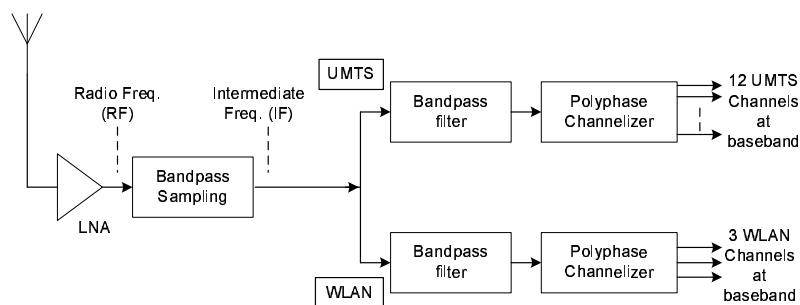 UMTS
12 UMTS
Channels
at
baseband
Radio Freq.
(RF)
Intermediate
Freq. (IF)
Bandpass
filter
Polyphase
Channelizer
Bandpass
Sampling
LNA
WLAN
Bandpass
filter
Polyphase
Channelizer
3 WLAN
Channels
at
baseband